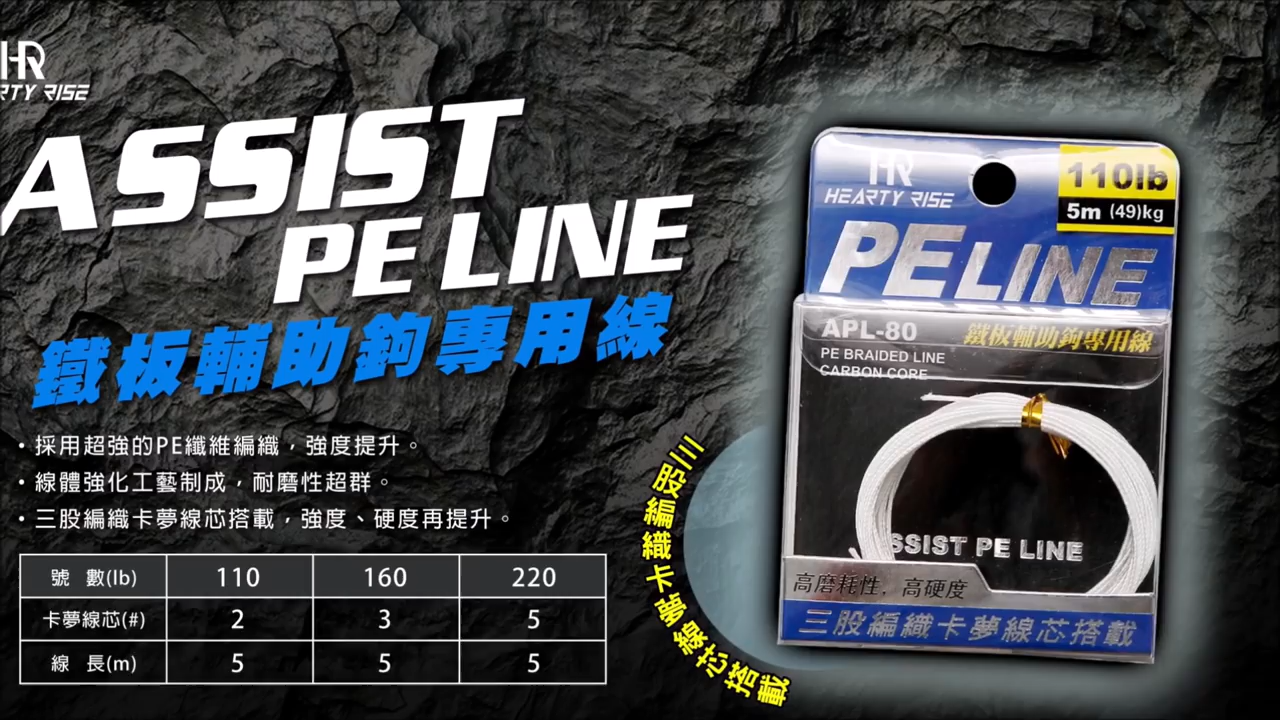 HR
RTY RISE
ASSIST
PE LINE
鐵板輔助鉤專用線
・採用超強的PE纖維編織，強度提升。
・線體強化工藝制成，耐磨性超群。
・三股編織卡夢線芯搭載，強度、硬度再提升。
號 數(lb) 110 160 220
卡夢線芯(#) 2 3 5
線 長(m) 5 5 5
三股編織卡夢線芯搭載
HR
HEARTY RISE
110lb
5m (49)kg
PE LINE
APL-80
鐵板輔助鉤專用線
PE BRAIDED LINE
CARBON CORE
SSIST PE LINE
高磨耗性，高硬度
三股編織卡夢線芯搭載